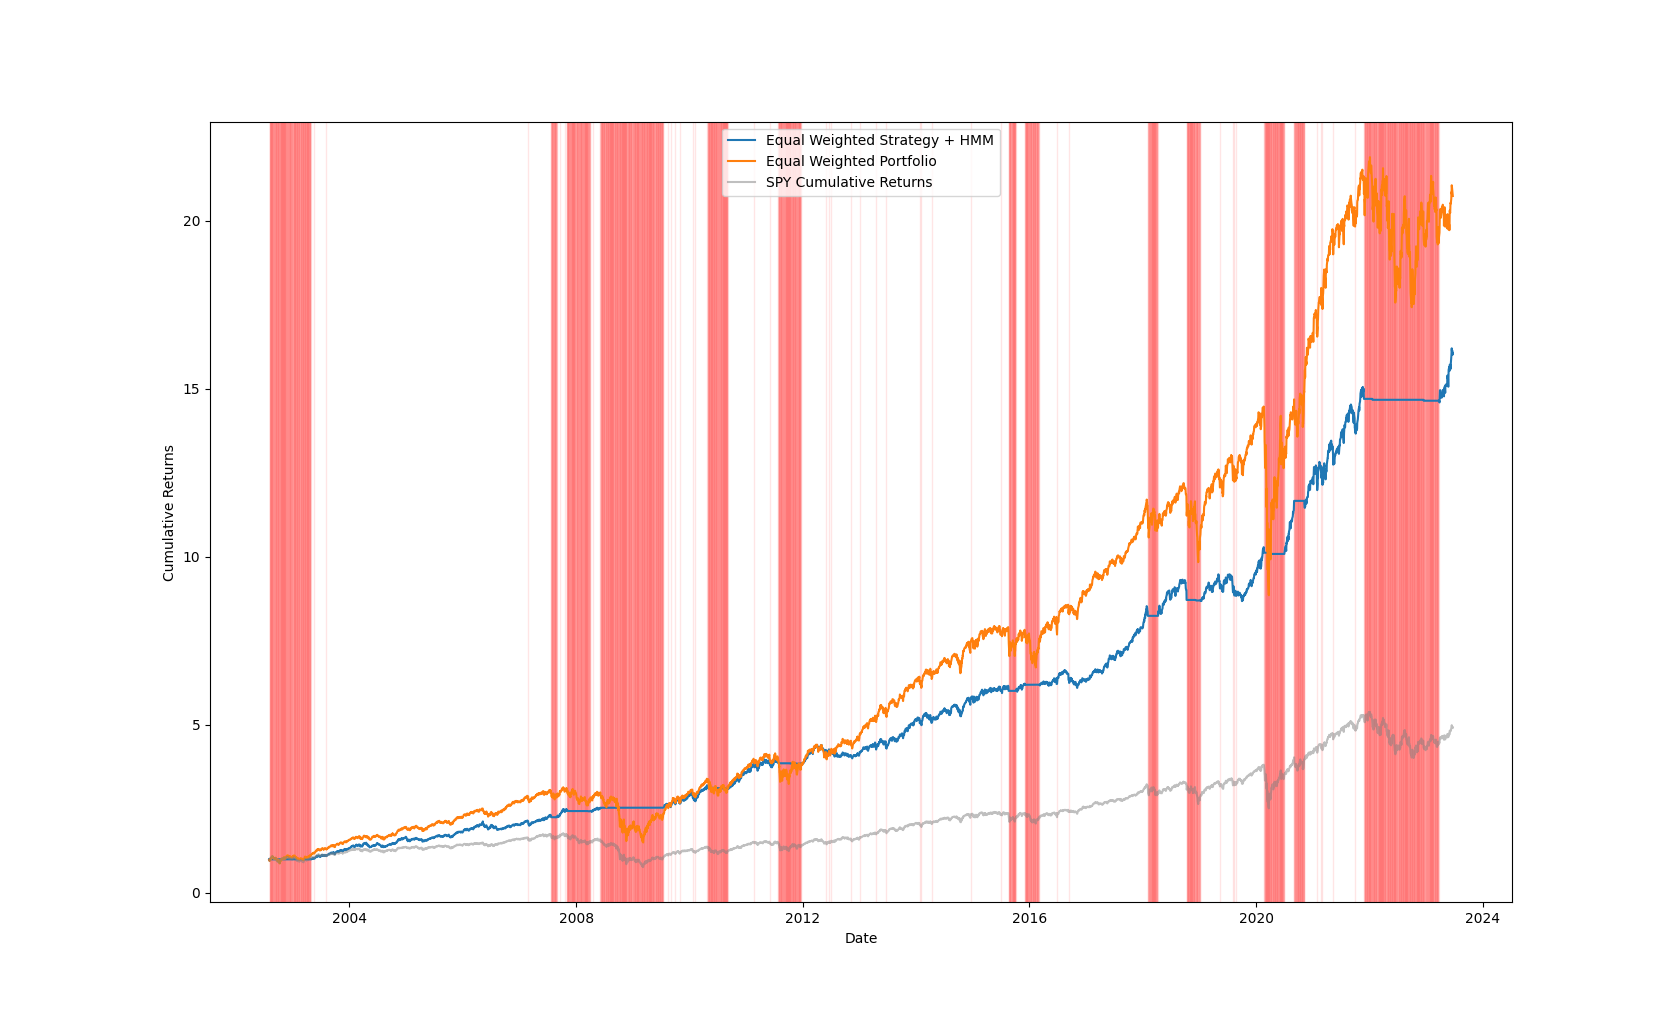 Equal Weighted Strategy + HMM
Equal Weighted Portfolio
SPY Cumulative Returns
20
15
10
5
0
Cumulative Returns
2004
2008
2012
2016
2020
2024
Date